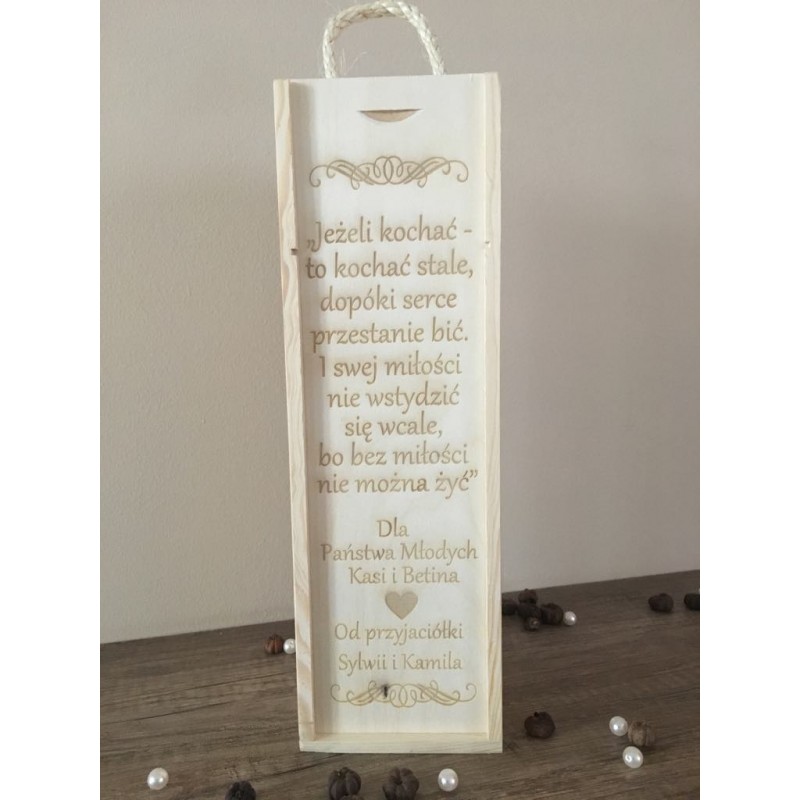 „Jeżeli kochać -
to kochać stale,
dopóki serce
przestanie bić.
I swej miłości
nie wstydzić
się wcale,
bo bez miłości
nie można żyć”
Dla
Państwa Młodych
Kasi i Betina
Od przyjaciółki
Sylwii i Kamila